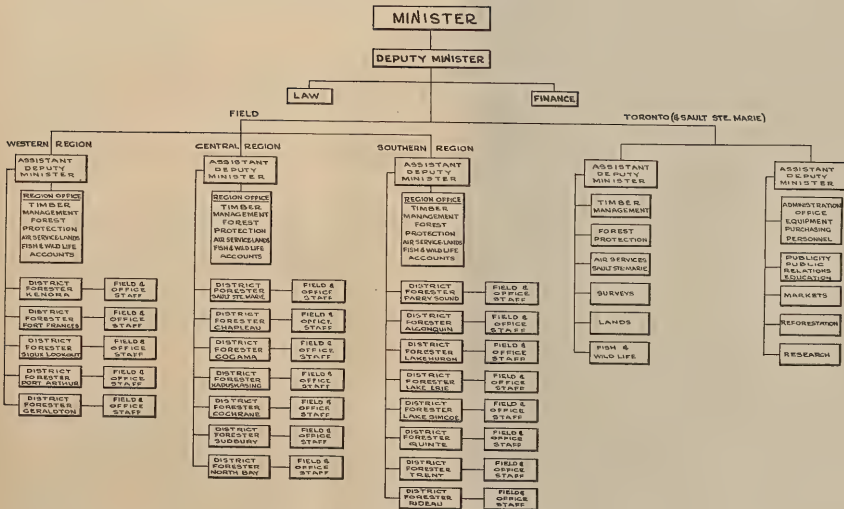 MINISTER
DEPUTY MINISTER
LAW
FINANCE
FIELD
TORONTO (& SAULT STE. MARIE)
WESTERN REGION
CENTRAL REGION
SOUTHERN REGION
ASSISTANT
DEPUTY
MINISTER
REGION OFFICE
TIMBER
MANAGEMENT
FOREST
PROTECTION
AIR SERVICE-LANDS
FISH & WILD LIFE
ACCOUNTS
DISTRICT
FORESTER
KENORA
FIELD &
OFFICE
STAFF
DISTRICT
FORESTER
FORT FRANCES
FIELD &
OFFICE
STAFF
DISTRICT
FORESTER
SIOUX LOOKOUT
FIELD &
OFFICE
STAFF
DISTRICT
FORESTER
PORT ARTHUR
FIELD &
OFFICE
STAFF
DISTRICT
FORESTER
GERALDTON
FIELD &
OFFICE
STAFF
ASSISTANT
DEPUTY
MINISTER
REGION OFFICE
TIMBER
MANAGEMENT
FOREST
PROTECTION
AIR SERVICE-LANDS
FISH & WILD LIFE
ACCOUNTS
DISTRICT
FORESTER
SAULT STE. MARIE
FIELD &
OFFICE
STAFF
DISTRICT
FORESTER
CHAPLEAU
FIELD &
OFFICE
STAFF
DISTRICT
FORESTER
GOGAMA
FIELD &
OFFICE
STAFF
DISTRICT
FORESTER
KAPUSKASING
FIELD &
OFFICE
STAFF
DISTRICT
FORESTER
COCHRANE
FIELD &
OFFICE
STAFF
DISTRICT
FORESTER
SUDBURY
FIELD &
OFFICE
STAFF
DISTRICT
FORESTER
NORTH BAY
FIELD &
OFFICE
STAFF
ASSISTANT
DEPUTY
MINISTER
REGION OFFICE
TIMBER
MANAGEMENT
FOREST
PROTECTION
AIR SERVICE-LANDS
FISH & WILD LIFE
ACCOUNTS
DISTRICT
FORESTER
PARRY SOUND
FIELD &
OFFICE
STAFF
DISTRICT
FORESTER
ALGONQUIN
FIELD &
OFFICE
STAFF
DISTRICT
FORESTER
LAKE HURON
FIELD &
OFFICE
STAFF
DISTRICT
FORESTER
LAKE ERIE
FIELD &
OFFICE
STAFF
DISTRICT
FORESTER
LAKE SIMCOE
FIELD &
OFFICE
STAFF
DISTRICT
FORESTER
QUINTE
FIELD &
OFFICE
STAFF
DISTRICT
FORESTER
TRENT
FIELD &
OFFICE
STAFF
DISTRICT
FORESTER
RIDEAU
FIELD &
OFFICE
STAFF
ASSISTANT
DEPUTY
MINISTER
TIMBER
MANAGEMENT
FOREST
PROTECTION
AIR SERVICES
SAULT STE. MARIE
SURVEYS
LANDS
FISH &
WILD LIFE
ASSISTANT
DEPUTY
MINISTER
ADMINISTRATION
OFFICE
EQUIPMENT
PURCHASING
PERSONNEL
PUBLICITY
PUBLIC
RELATIONS
EDUCATION
MARKETS
REFORESTATION
RESEARCH